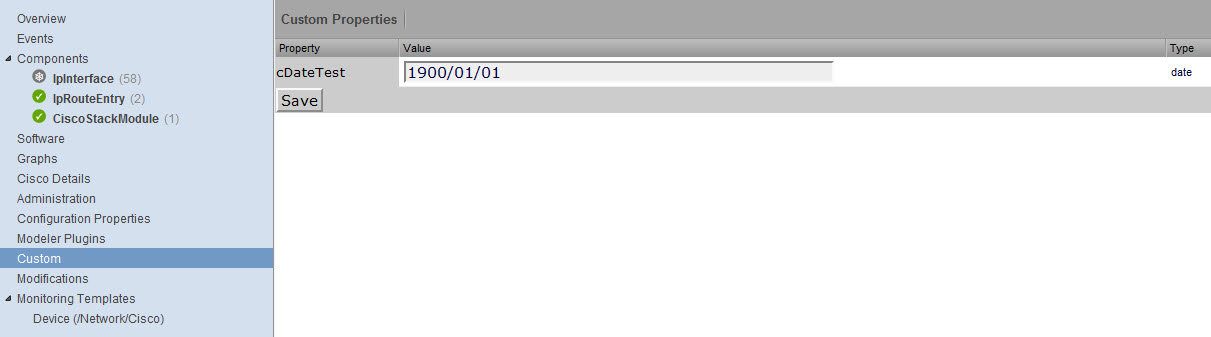 Overview
Events
Components
IpInterface (58)
IpRouteEntry (2)
CiscoStackModule (1)
Software
Graphs
Cisco Details
Administration
Configuration Properties
Modeler Plugins
Custom
Modifications
Monitoring Templates
Device (/Network/Cisco)
Custom Properties
Property Value Type
cDateTest 1900/01/01 date
Save